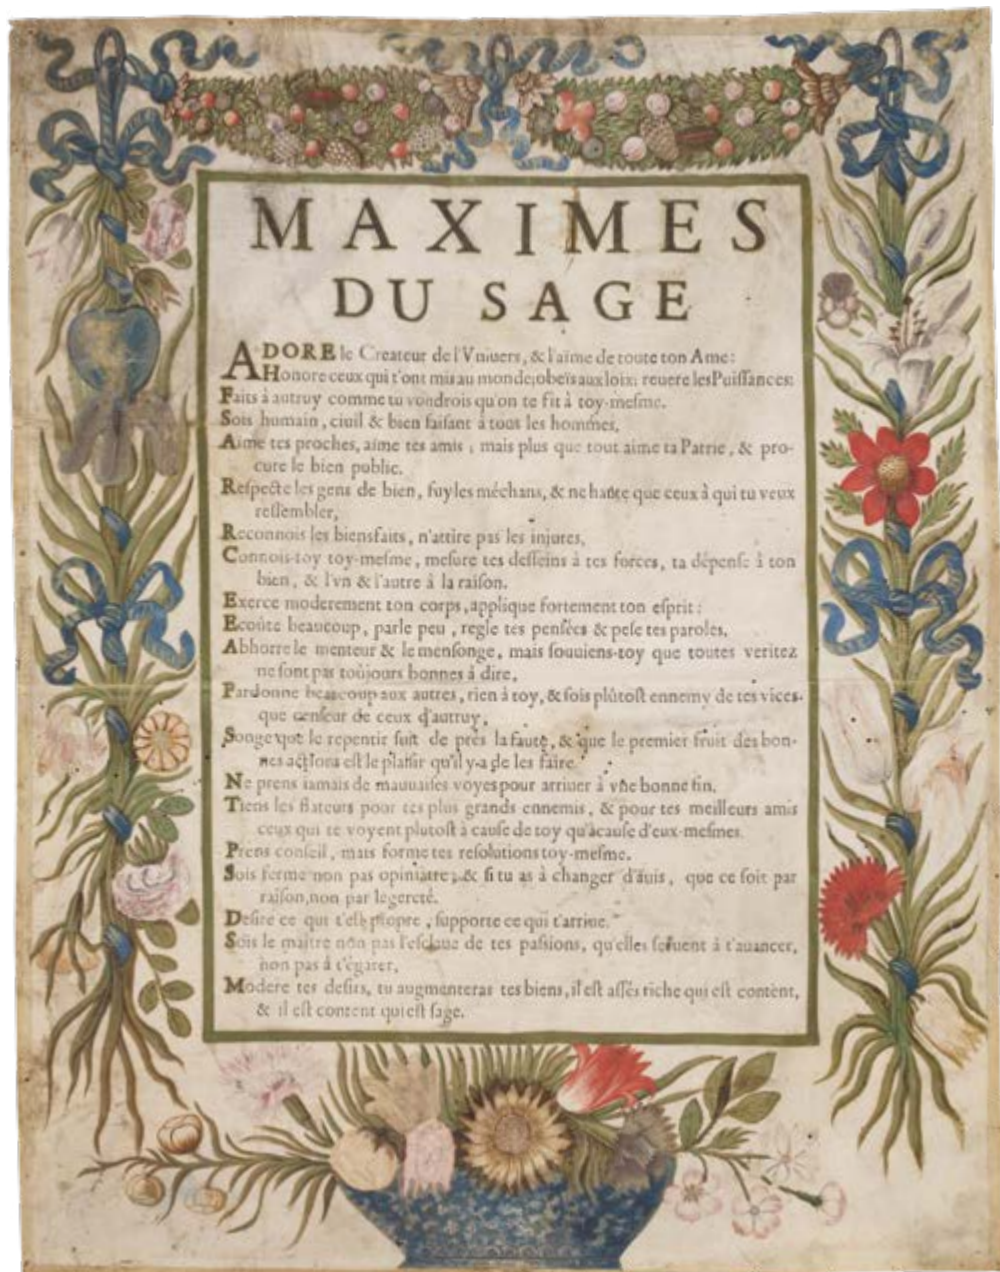 MAXIMES
DU SAGE
ADORE le Createur de l'Vniuers, & l'aime de toute ton Ame:
Honore ceux qui t'ont mis au monde; obeïs aux loix; reuere les Puiſſances:
Faits à autruy comme tu voudrois qu'on te fit à toy-meſme.
Sois humain, ciuil & bien faiſant à tous les hommes,
Aime tes proches, aime tes amis; mais plus que tout aime ta Patrie, & pro-
cure le bien public.
Reſpecte les gens de bien, fuy les méchans, & ne hante que ceux à qui tu veux
reſſembler,
Reconnois les biensfaits, n'attire pas les injures,
Connois-toy toy-meſme, meſure tes deſſeins à tes forces, ta dépenſe à ton
bien, & l'vn & l'autre à la raiſon.
Exerce moderement ton corps, applique fortement ton eſprit:
Ecoûte beaucoup, parle peu, regle tes penſées & peſe tes paroles,
Abhorre le menteur & le menſonge, mais ſouuiens-toy que toutes veritez
ne ſont pas toûjours bonnes à dire,
Pardonne beaucoup aux autres, rien à toy, & ſois plûtoſt ennemy de tes vices
que cenſeur de ceux d'autruy,
Songe que le repentir ſuit de près la faute, & que le premier fruit des bon-
nes actions eſt le plaiſir qu'il y-a de les faire.
Ne prens iamais de mauuaiſes voyes pour arriuer à vne bonne fin,
Tiens les flateurs pour tes plus grands ennemis, & pour tes meilleurs amis
ceux qui te voyent plutoſt à cauſe de toy qu'àcauſe d'eux-meſmes.
Prens conſeil, mais forme tes reſolutions toy-meſme.
Sois ferme non pas opiniatre; & ſi tu as à changer d'auis, que ce ſoit par
raiſon, non par legereté.
Deſire ce qui t'eſt propre, ſupporte ce qui t'arriue.
Sois le maître non pas l'eſclaue de tes paſſions, qu'elles ſeruent à t'auancer,
non pas à t'égarer,
Modere tes deſirs, tu augmenteras tes biens, il eſt aſſés riche qui eſt content,
& il eſt content qui eſt ſage.